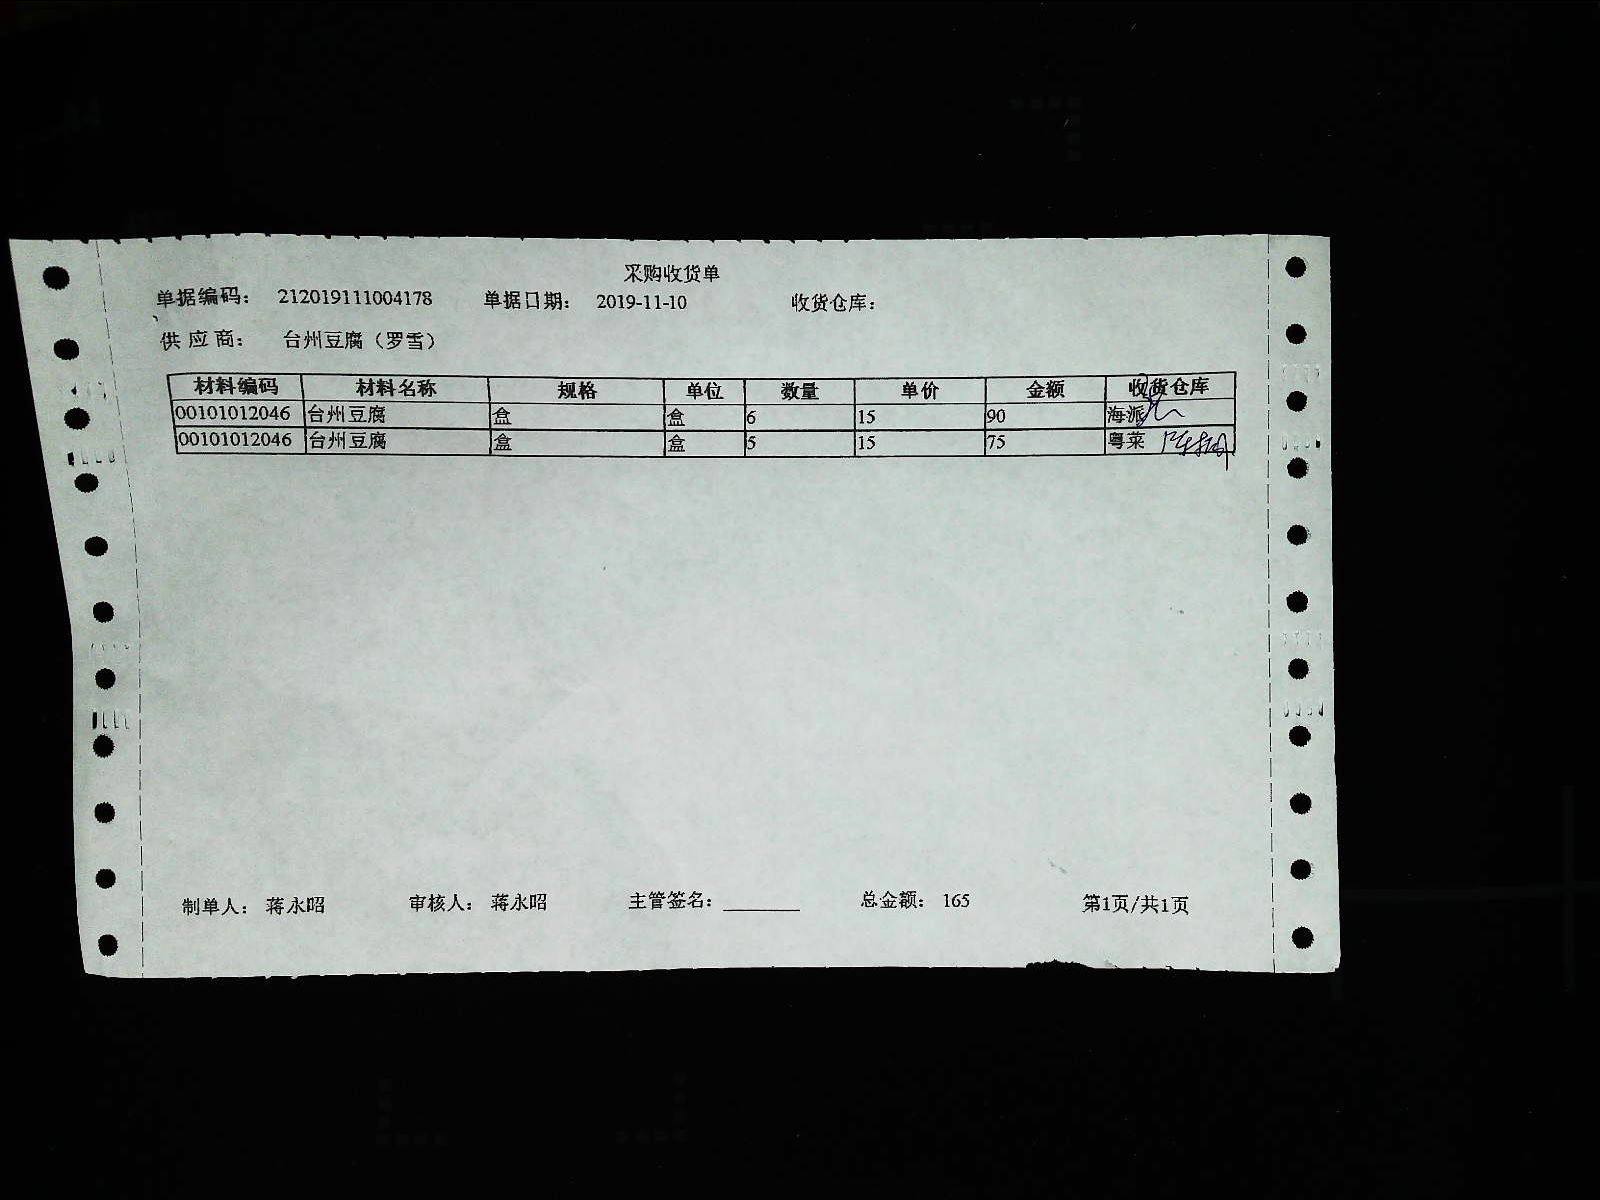 采购收货单
单据编码： 212019111004178 单据日期： 2019-11-10 收货仓库：
供应商： 台州豆腐（罗雪）
材料编码 材料名称 规格 单位 数量 单价 金额 收货仓库
00101012046 台州豆腐 盒 盒 6 15 90 海派
00101012046 台州豆腐 盒 盒 5 15 75 粤菜
制单人： 蒋永昭 审核人： 蒋永昭 主管签名：________ 总金额： 165 第1页/共1页